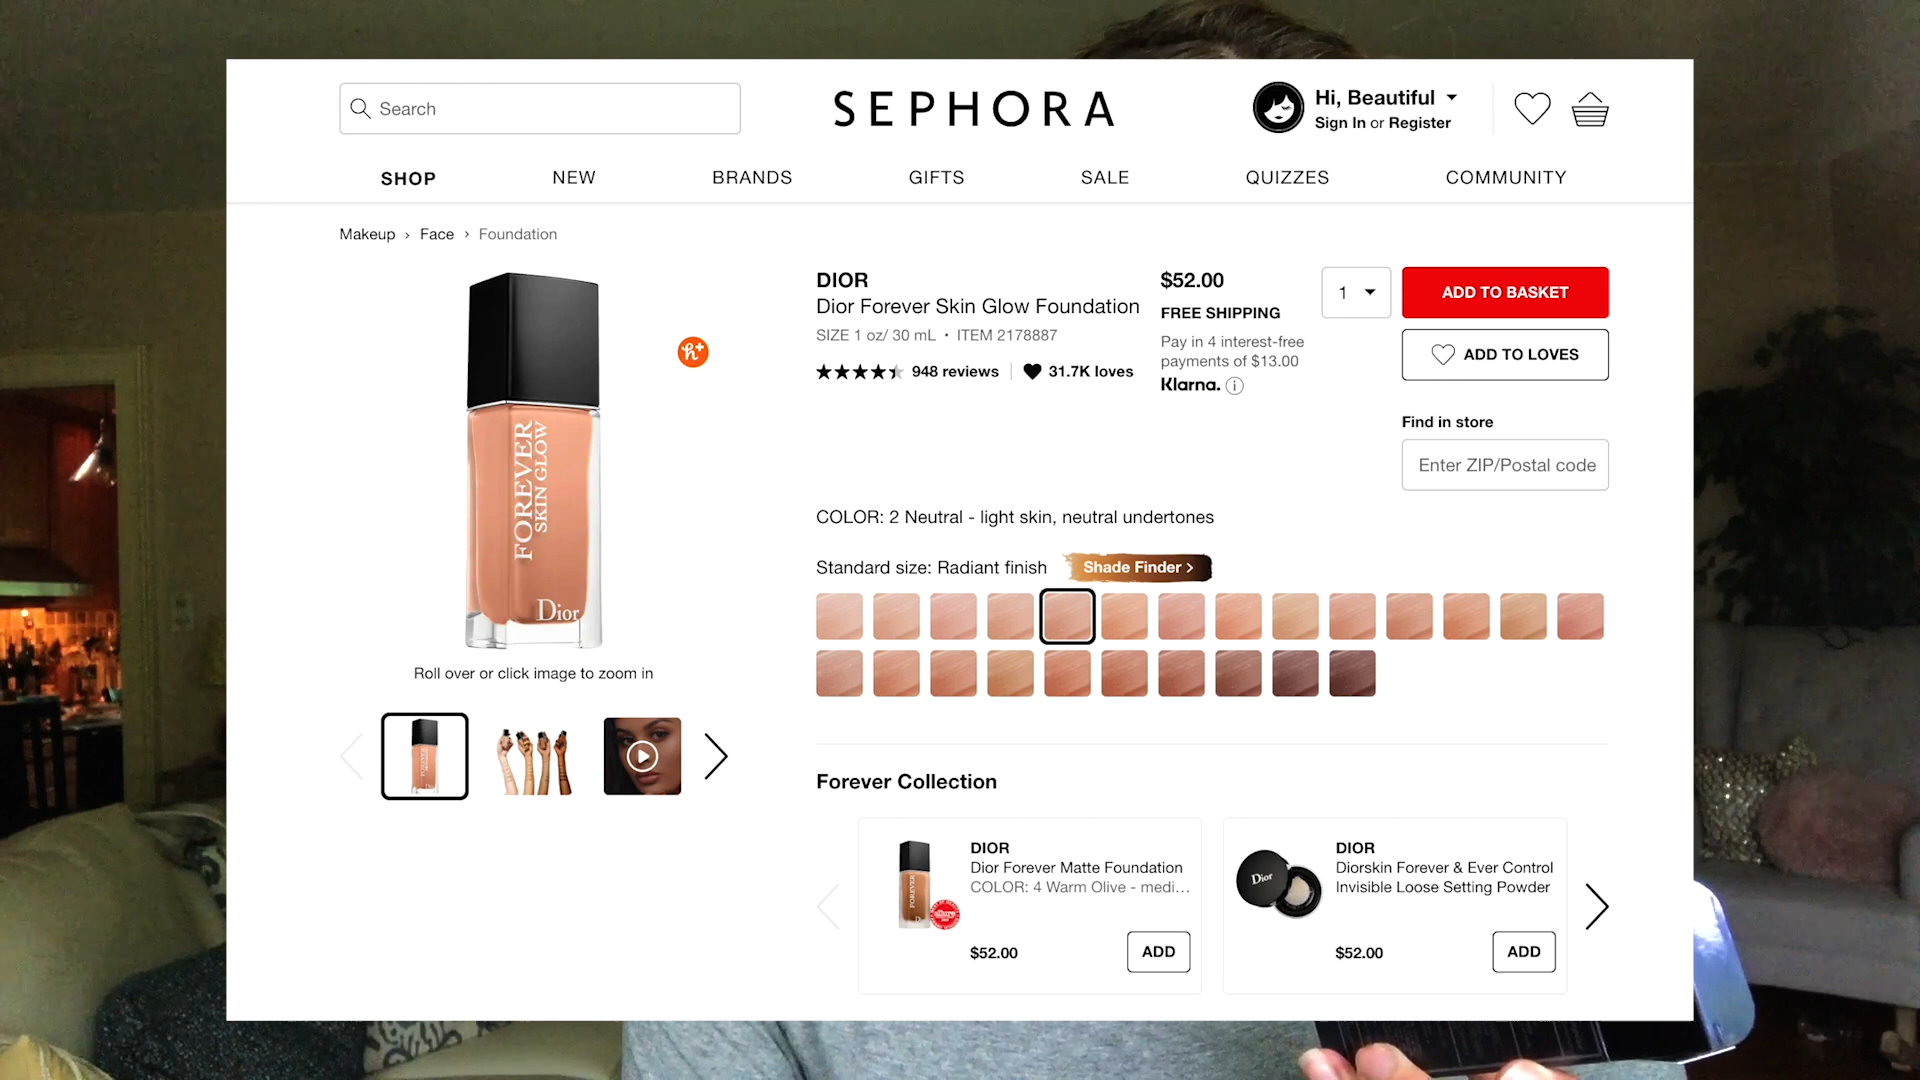 Search
SEPHORA
Hi, Beautiful
Sign In or Register
SHOP
NEW
BRANDS
GIFTS
SALE
QUIZZES
COMMUNITY
Makeup › Face › Foundation
FOREVER
SKIN GLOW
Dior
h+
Roll over or click image to zoom in
DIOR
Dior Forever Skin Glow Foundation
SIZE 1 oz/ 30 mL • ITEM 2178887
948 reviews
31.7K loves
$52.00
FREE SHIPPING
Pay in 4 interest-free
payments of $13.00
Klarna.
1
ADD TO BASKET
ADD TO LOVES
Find in store
Enter ZIP/Postal code
COLOR: 2 Neutral - light skin, neutral undertones
Standard size: Radiant finish
Shade Finder >
Forever Collection
FOREVER
allure
DIOR
Dior Forever Matte Foundation
COLOR: 4 Warm Olive - medi...
$52.00
ADD
Dior
DIOR
Diorskin Forever & Ever Control
Invisible Loose Setting Powder
$52.00
ADD